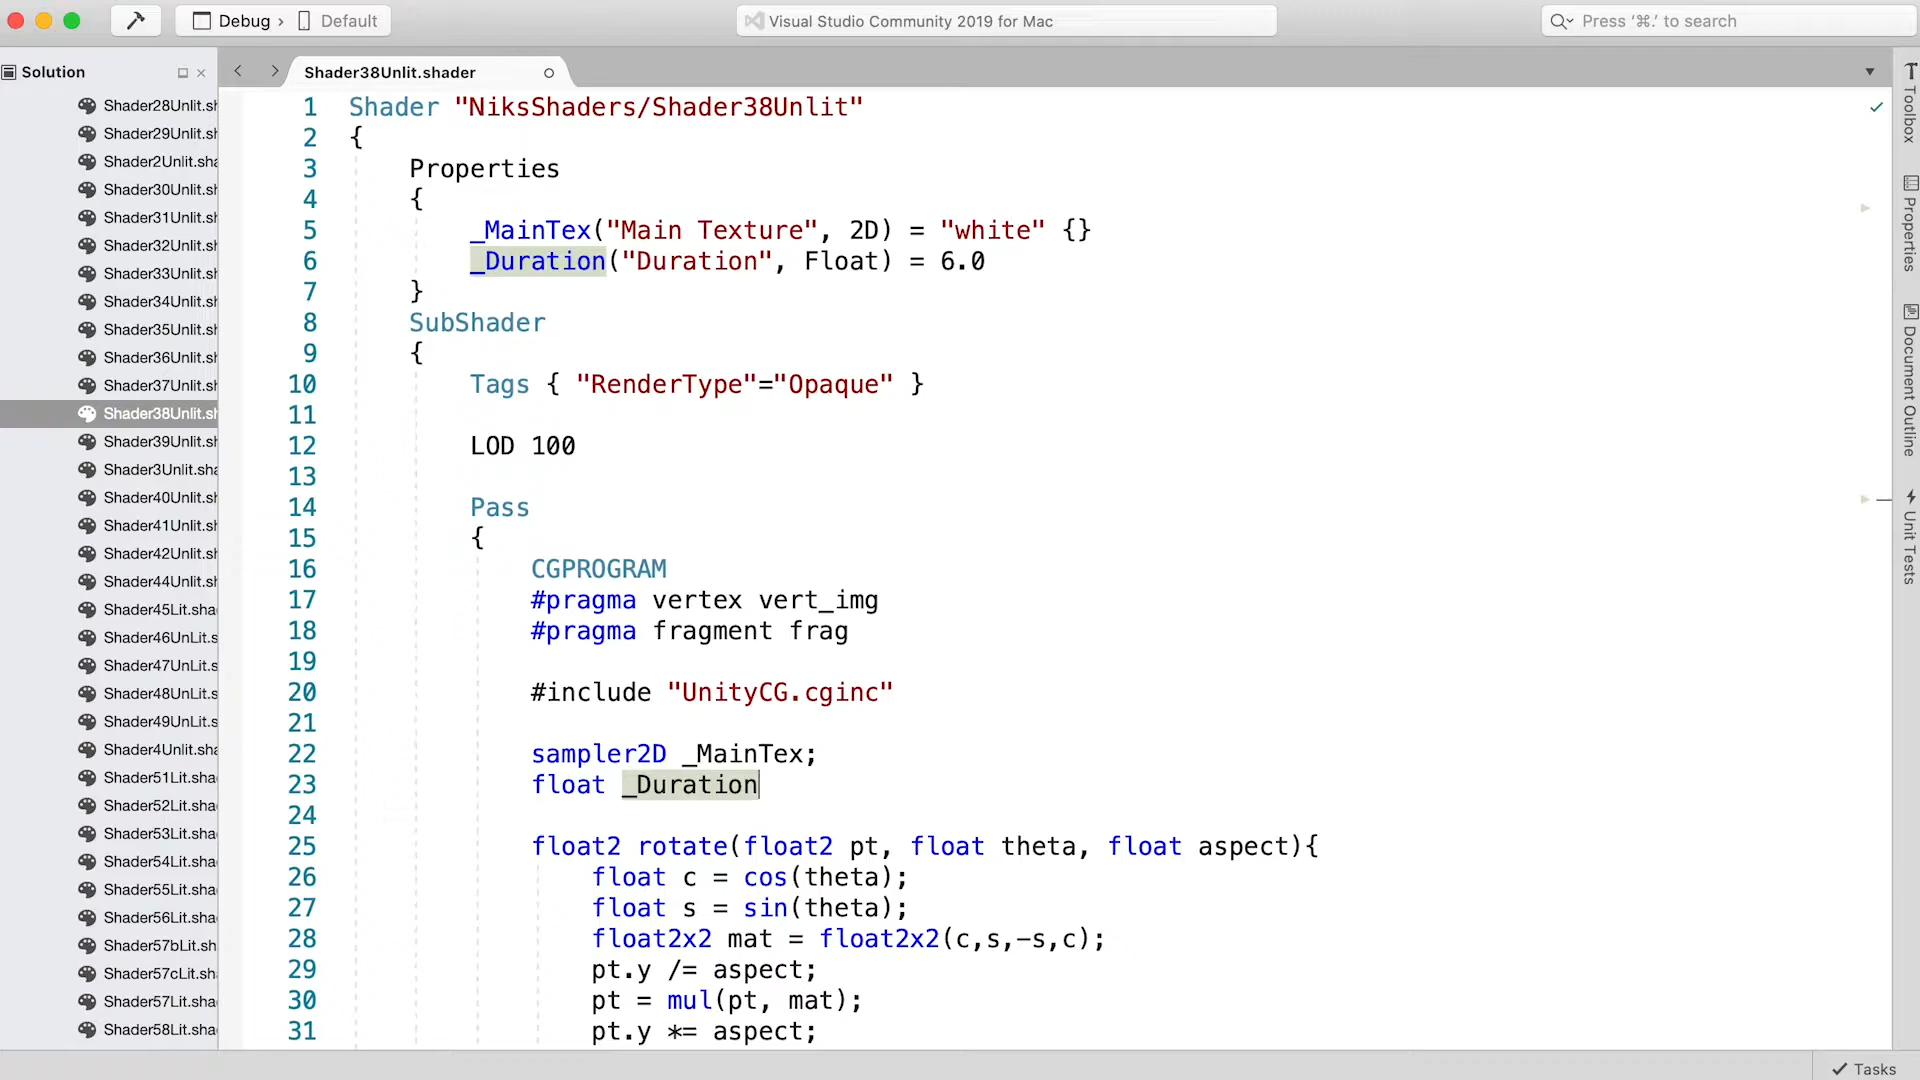 Debug › Default
Visual Studio Community 2019 for Mac
Press ‘⌘.’ to search
Solution
Shader28Unlit.sh
Shader29Unlit.sh
Shader2Unlit.sha
Shader30Unlit.sh
Shader31Unlit.sh
Shader32Unlit.sh
Shader33Unlit.sh
Shader34Unlit.sh
Shader35Unlit.sh
Shader36Unlit.sh
Shader37Unlit.sh
Shader38Unlit.sh
Shader39Unlit.sh
Shader3Unlit.sha
Shader40Unlit.sh
Shader41Unlit.sh
Shader42Unlit.sh
Shader44Unlit.sh
Shader45Lit.sha
Shader46UnLit.s
Shader47UnLit.s
Shader48UnLit.s
Shader49UnLit.s
Shader4Unlit.sha
Shader51Lit.sha
Shader52Lit.sha
Shader53Lit.sha
Shader54Lit.sha
Shader55Lit.sha
Shader56Lit.sha
Shader57bLit.sh
Shader57cLit.sh
Shader57Lit.sha
Shader58Lit.sha
Shader38Unlit.shader
1 Shader "NiksShaders/Shader38Unlit"
2 {
3 Properties
4 {
5 _MainTex("Main Texture", 2D) = "white" {}
6 _Duration("Duration", Float) = 6.0
7 }
8 SubShader
9 {
10 Tags { "RenderType"="Opaque" }
11
12 LOD 100
13
14 Pass
15 {
16 CGPROGRAM
17 #pragma vertex vert_img
18 #pragma fragment frag
19
20 #include "UnityCG.cginc"
21
22 sampler2D _MainTex;
23 float _Duration
24
25 float2 rotate(float2 pt, float theta, float aspect){
26 float c = cos(theta);
27 float s = sin(theta);
28 float2x2 mat = float2x2(c,s,-s,c);
29 pt.y /= aspect;
30 pt = mul(pt, mat);
31 pt.y *= aspect;
Toolbox
Properties
Document Outline
Unit Tests
Tasks